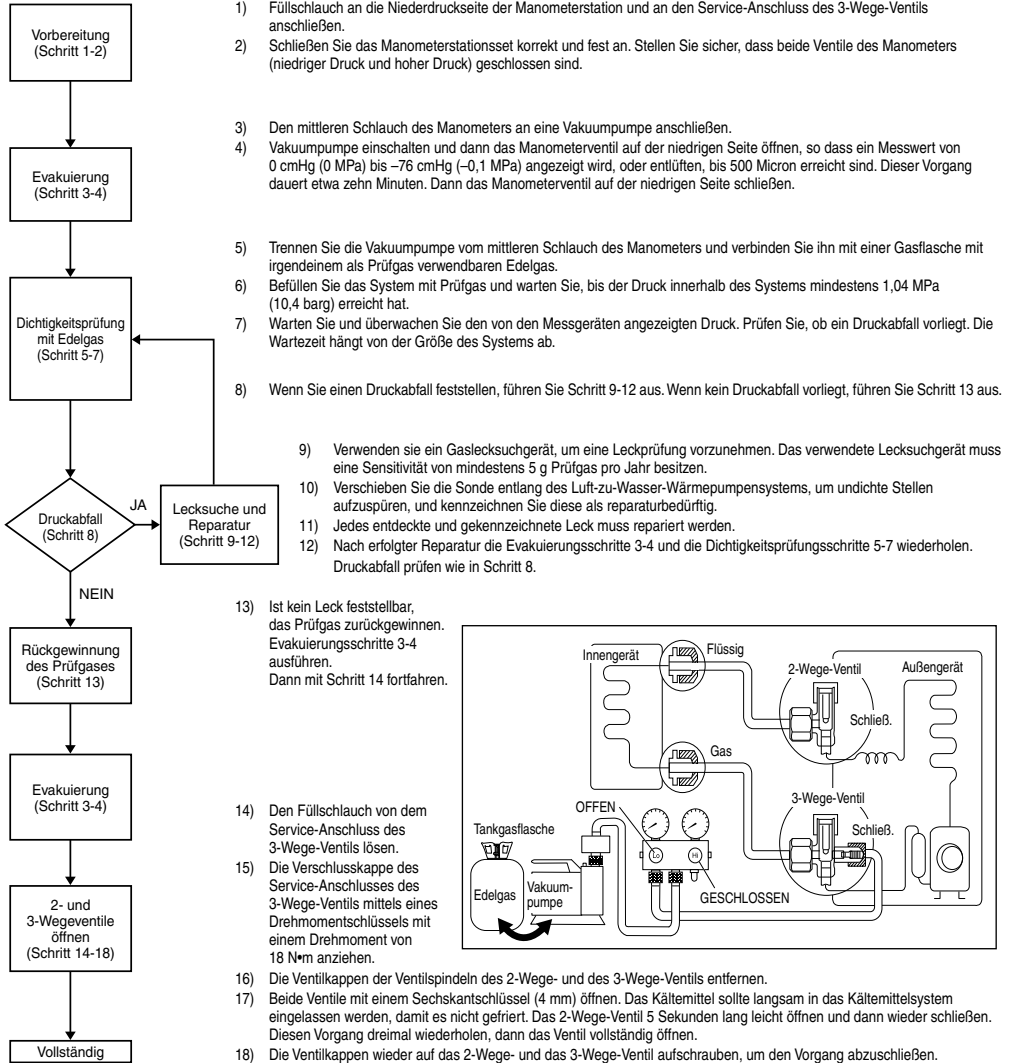 Vorbereitung
(Schritt 1-2)
Evakuierung
(Schritt 3-4)
Dichtigkeitsprüfung
mit Edelgas
(Schritt 5-7)
Druckabfall
(Schritt 8)
JA
Lecksuche und
Reparatur
(Schritt 9-12)
NEIN
Rückgewinnung
des Prüfgases
(Schritt 13)
Evakuierung
(Schritt 3-4)
2- und
3-Wegeventile
öffnen
(Schritt 14-18)
Vollständig
1) Füllschlauch an die Niederdruckseite der Manometerstation und an den Service-Anschluss des 3-Wege-Ventils
anschließen.
2) Schließen Sie das Manometerstationsset korrekt und fest an. Stellen Sie sicher, dass beide Ventile des Manometers
(niedriger Druck und hoher Druck) geschlossen sind.
3) Den mittleren Schlauch des Manometers an eine Vakuumpumpe anschließen.
4) Vakuumpumpe einschalten und dann das Manometerventil auf der niedrigen Seite öffnen, so dass ein Messwert von
0 cmHg (0 MPa) bis –76 cmHg (–0,1 MPa) angezeigt wird, oder entlüften, bis 500 Micron erreicht sind. Dieser Vorgang
dauert etwa zehn Minuten. Dann das Manometerventil auf der niedrigen Seite schließen.
5) Trennen Sie die Vakuumpumpe vom mittleren Schlauch des Manometers und verbinden Sie ihn mit einer Gasflasche mit
irgendeinem als Prüfgas verwendbaren Edelgas.
6) Befüllen Sie das System mit Prüfgas und warten Sie, bis der Druck innerhalb des Systems mindestens 1,04 MPa
(10,4 barg) erreicht hat.
7) Warten Sie und überwachen Sie den von den Messgeräten angezeigten Druck. Prüfen Sie, ob ein Druckabfall vorliegt. Die
Wartezeit hängt von der Größe des Systems ab.
8) Wenn Sie einen Druckabfall feststellen, führen Sie Schritt 9-12 aus. Wenn kein Druckabfall vorliegt, führen Sie Schritt 13 aus.
9) Verwenden sie ein Gaslecksuchgerät, um eine Leckprüfung vorzunehmen. Das verwendete Lecksuchgerät muss
eine Sensitivität von mindestens 5 g Prüfgas pro Jahr besitzen.
10) Verschieben Sie die Sonde entlang des Luft-zu-Wasser-Wärmepumpensystems, um undichte Stellen
aufzuspüren, und kennzeichnen Sie diese als reparaturbedürftig.
11) Jedes entdeckte und gekennzeichnete Leck muss repariert werden.
12) Nach erfolgter Reparatur die Evakuierungsschritte 3-4 und die Dichtigkeitsprüfungsschritte 5-7 wiederholen.
Druckabfall prüfen wie in Schritt 8.
13) Ist kein Leck feststellbar,
das Prüfgas zurückgewinnen.
Evakuierungsschritte 3-4
ausführen.
Dann mit Schritt 14 fortfahren.
Innengerät
Flüssig
2-Wege-Ventil
Außengerät
Schließ.
Gas
3-Wege-Ventil
Schließ.
OFFEN
Tankgasflasche
Lo
Hi
Edelgas
Vakuum-
pumpe
GESCHLOSSEN
14) Den Füllschlauch von dem
Service-Anschluss des
3-Wege-Ventils lösen.
15) Die Verschlusskappe des
Service-Anschlusses des
3-Wege-Ventils mittels eines
Drehmomentschlüssels mit
einem Drehmoment von
18 N•m anziehen.
16) Die Ventilkappen der Ventilspindeln des 2-Wege- und des 3-Wege-Ventils entfernen.
17) Beide Ventile mit einem Sechskantschlüssel (4 mm) öffnen. Das Kältemittel sollte langsam in das Kältemittelsystem
eingelassen werden, damit es nicht gefriert. Das 2-Wege-Ventil 5 Sekunden lang leicht öffnen und dann wieder schließen.
Diesen Vorgang dreimal wiederholen, dann das Ventil vollständig öffnen.
18) Die Ventilkappen wieder auf das 2-Wege- und das 3-Wege-Ventil aufschrauben, um den Vorgang abzuschließen.